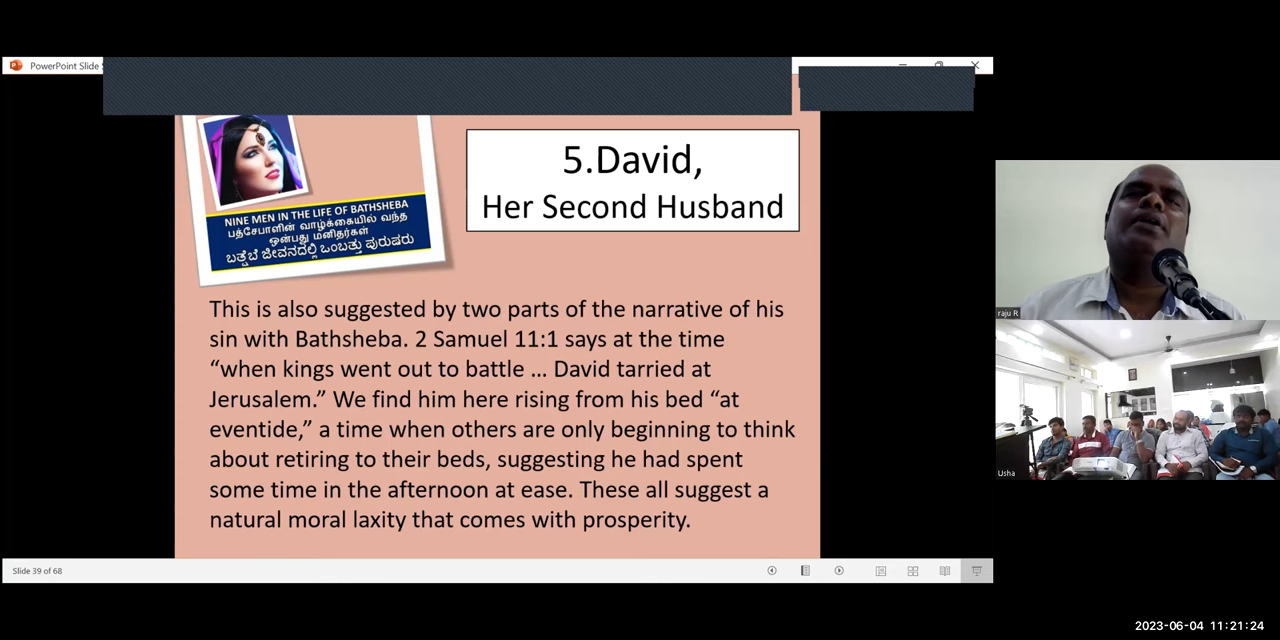 PowerPoint Slide S
5.David,
Her Second Husband
NINE MEN IN THE LIFE OF BATHSHEBA
பத்சேபாளின் வாழ்க்கையில் வந்த
ஒன்பது மனிதர்கள்
ಬತ್ಷೆಬೆ ಜೀವನದಲ್ಲಿ ಒಂಬತ್ತು ಪುರುಷರು
This is also suggested by two parts of the narrative of his
sin with Bathsheba. 2 Samuel 11:1 says at the time
“when kings went out to battle ... David tarried at
Jerusalem.” We find him here rising from his bed “at
eventide,” a time when others are only beginning to think
about retiring to their beds, suggesting he had spent
some time in the afternoon at ease. These all suggest a
natural moral laxity that comes with prosperity.
Slide 39 of 68
raju R
Usha
2023-06-04 11:21:24